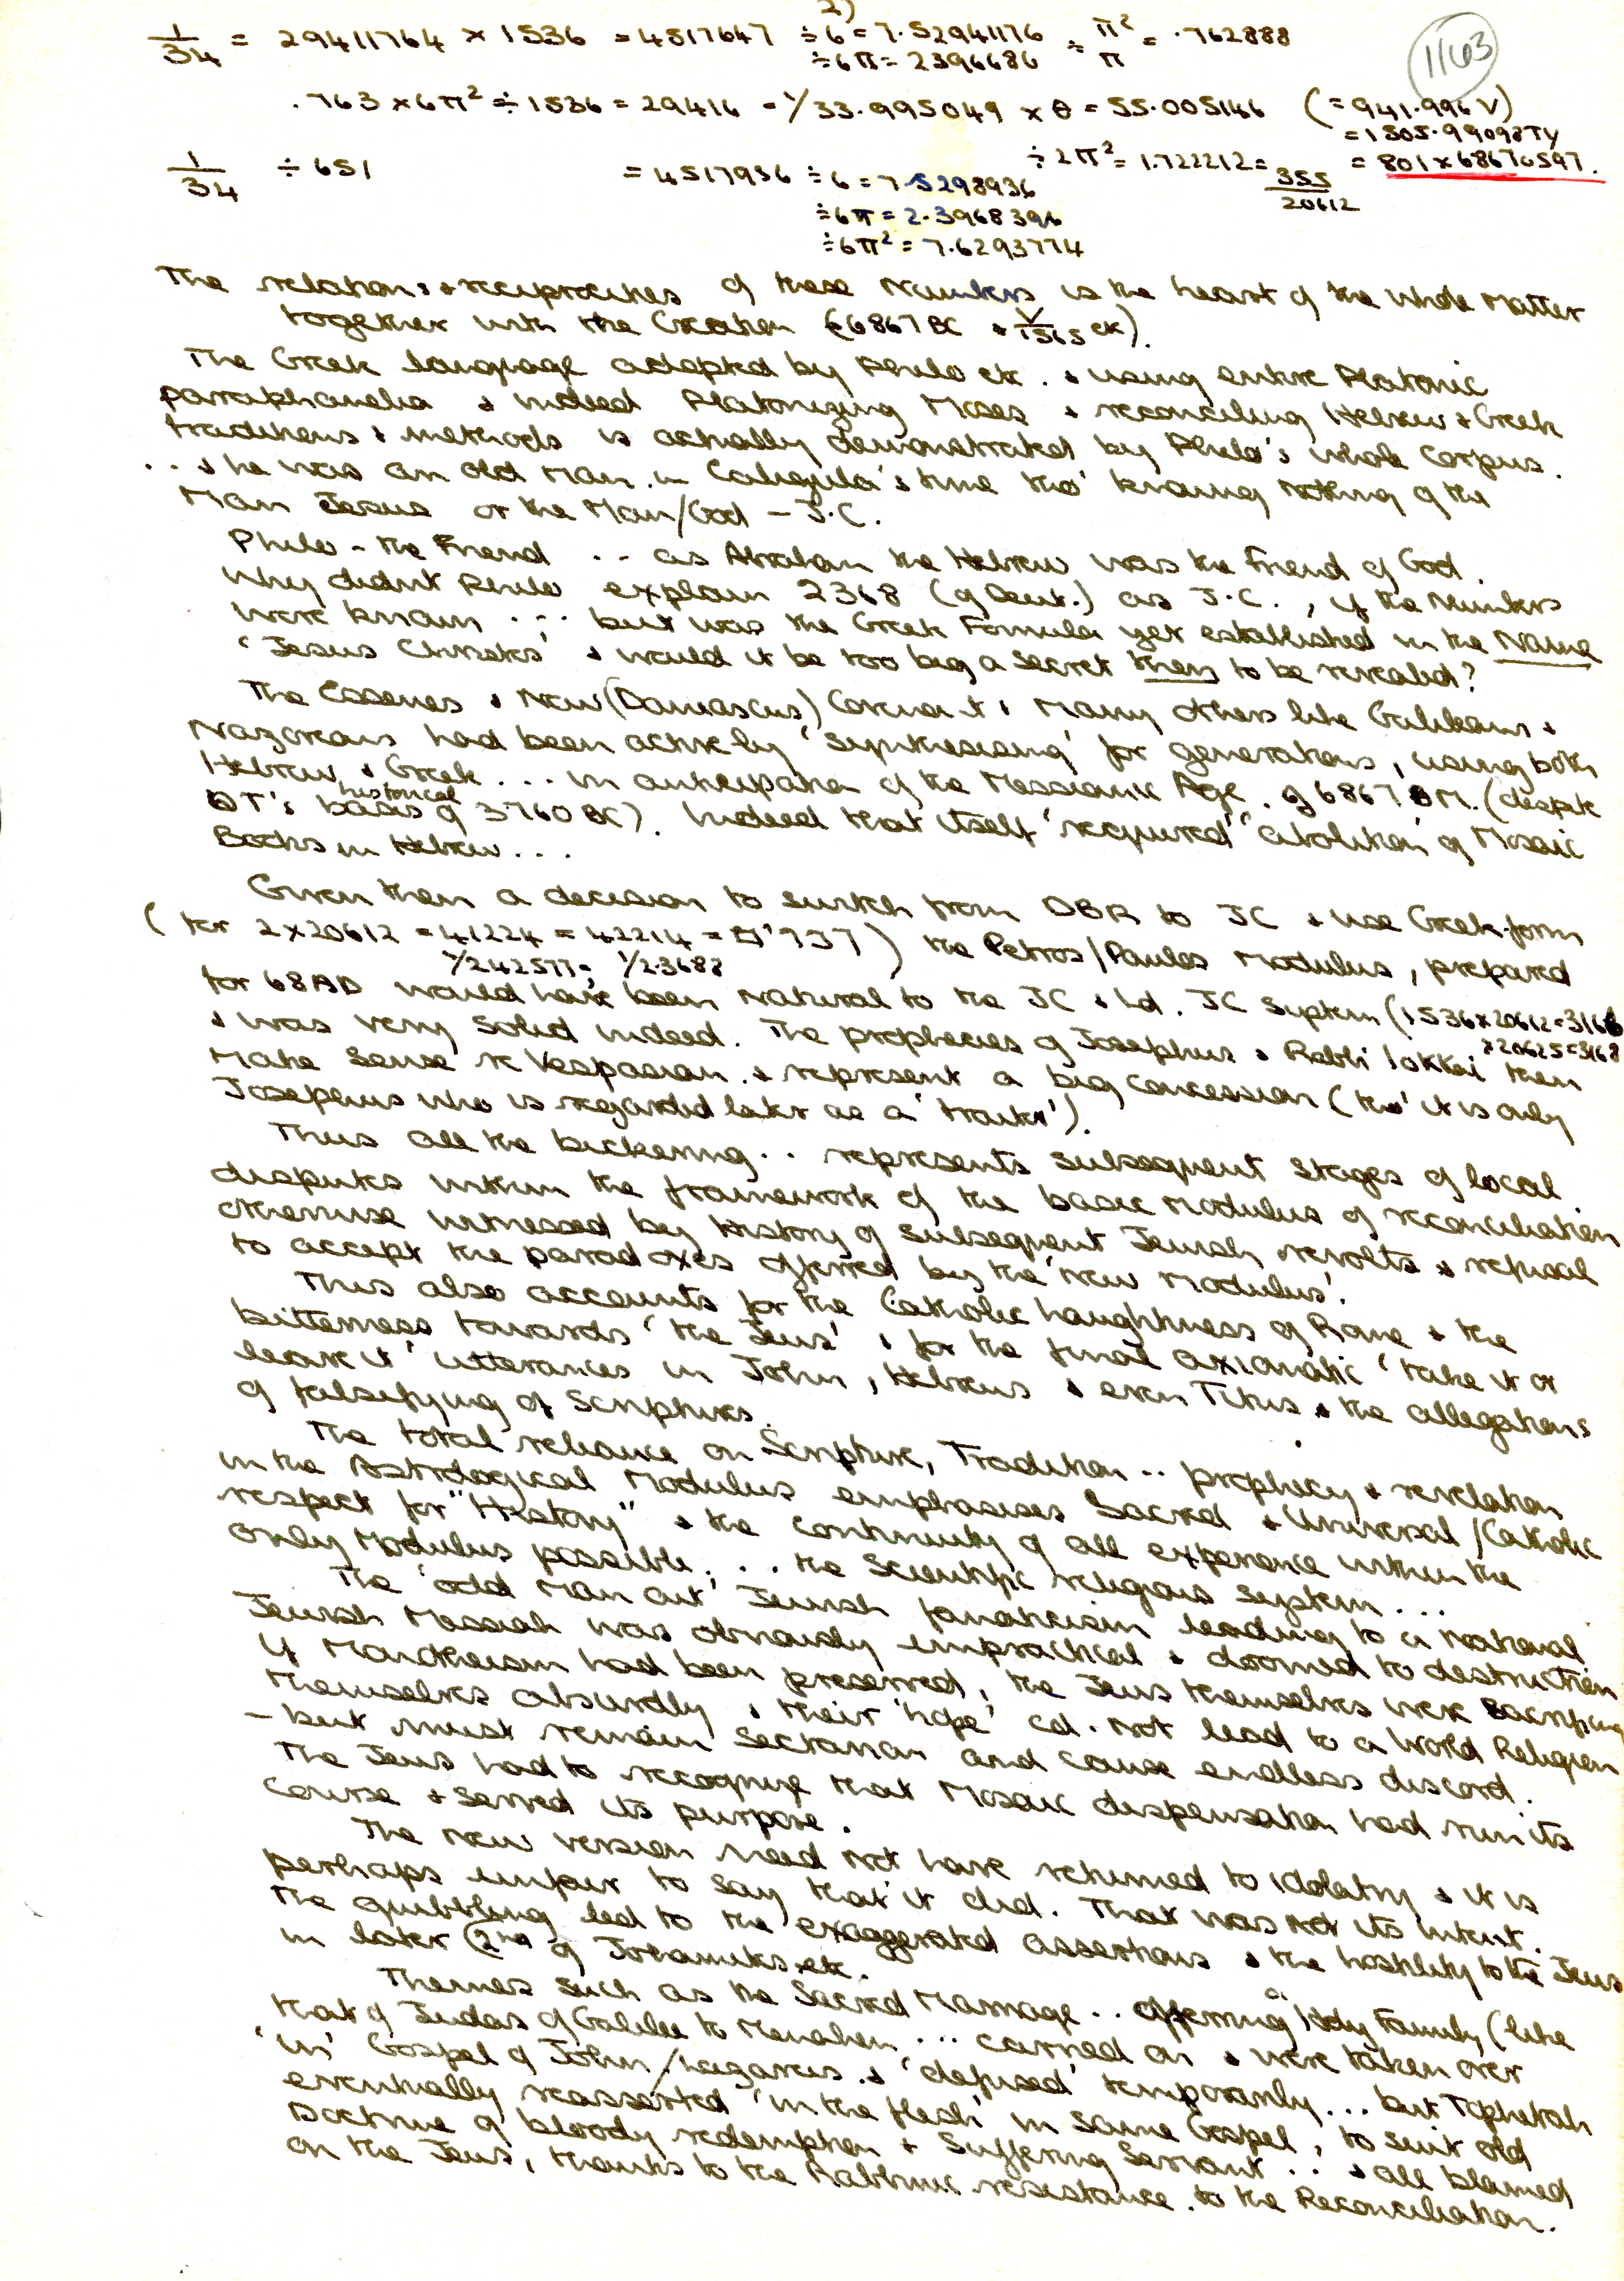 2)
1/34 = 29411764 × 1536 = 4517647 ÷6 = 7.52941176 ÷ π² = .762888
÷6π = 2396686 π
1163
.763 × 6π² ÷ 1536 = 29416 = 1/33.995049 × θ = 55.005146 (= 941.996 V)
= 1505.99098 Ty
÷ 2π² = 1.722212 = 355/20612 = 801 × 68676597.
1/34 ÷ 651 = 4517936 ÷6 = 7.5298936
÷6π = 2.3968396
÷6π² = 7.6293774
The relations & reciprocities of these Numbers is the heart of the whole Matter
together with the Creation (6867 BC & V/1565 etc).
The Greek language adopted by Philo etc. & using entire Platonic
parraphanelia & indeed Platonizing Moses & reconciling Hebrew & Greek
traditions & methods is actually demonstrated by Philo's whole Corpus.
.. & he was an old man in Caligula's time tho' knowing nothing of the
Man Jesus or the Man/God – J.C.
Philo – the Friend .. as Abraham the Hebrew was the Friend of God.
Why didn't Philo explain 2368 (of Deut.) as J.C., if the Numbers
were known ... but was the Greek Formula yet established in the Name
'Jesus Christos' & would it be too big a secret then to be revealed?
The Essenes & New (Damascus) Covenant & Many others like Galileans &
Nazoreans had been actively 'synthesising' for generations, using both
Hebrew & Greek ... in anticipation of the Messianic Age. of 6867 BM. (despite
OT's historical basis of 3760 BC). Indeed that itself 'required' 'abolition' of Mosaic
Books in Hebrew...
Given then a decision to switch from DBR to JC & use Greek form
(for 2×20612 = 41224 = 42214 = ) the Petros/Paulos Modulus, prepared
1/242577 = 1/2.3688
for 68AD would have been natural to the JC & Ld. JC System (1536×20612=3166
×20625=3168
& was very solid indeed. The prophecies of Josephus & Rabbi Iokkai then
make sense re Vespasian. & represent a big concession (tho' it is only
Josephus who is regarded later as a 'traitor').
Thus all the bickering .. represents subsequent stages of local
disputes within the framework of the basic Modulus of reconciliation
otherwise witnessed by history of subsequent Jewish revolts & refusal
to accept the paradoxes offered by the 'new Modulus'.
This also accounts for the Catholic haughtiness of Rome & the
bitterness towards 'the Jews' & for the final axiomatic 'take it or
leave it' utterances in John, Hebrews & even Titus & the allegations
of falsifying of Scriptures.
The total reliance on Scripture, Tradition .. prophecy & revelation
in the Astrological Modulus emphasises Sacred & Universal/Catholic
respect for "History" & the continuity of all experience within the
only Modulus possible. .. the Scientific religious System ...
The 'odd man out' Jewish fanaticism leading to a national
Jewish Messiah was obviously impractical & doomed to destruction
If Monotheism had been preserved, the Jews themselves were sacrificing
themselves absurdly & their 'hope' cd. not lead to a World Religion
– but must remain Sectarian and cause endless discord.
The Jews had to recognize that Mosaic dispensation had run its
course & served its purpose.
The new version need not have returned to idolatry & it is
perhaps unfair to say that it did. That was not its intent.
The quibbling led to the exaggerated assertions & the hostility to the Jews
in later (2nd of Johannites etc.
Themes such as the Sacred Marriage .. offering a Holy Family (like
that of Judas of Galilee to Menahem ... carried on & were taken over
'in' Gospel of John/Lazarus. & 'defused' temporarily ... but Tophetah
eventually reasserted 'in the flesh' in same Gospel, to suit old
Doctrine of bloody redemption & Suffering Servant .. & all blamed
on the Jews, thanks to the Rabbinic resistance to the Reconciliation.